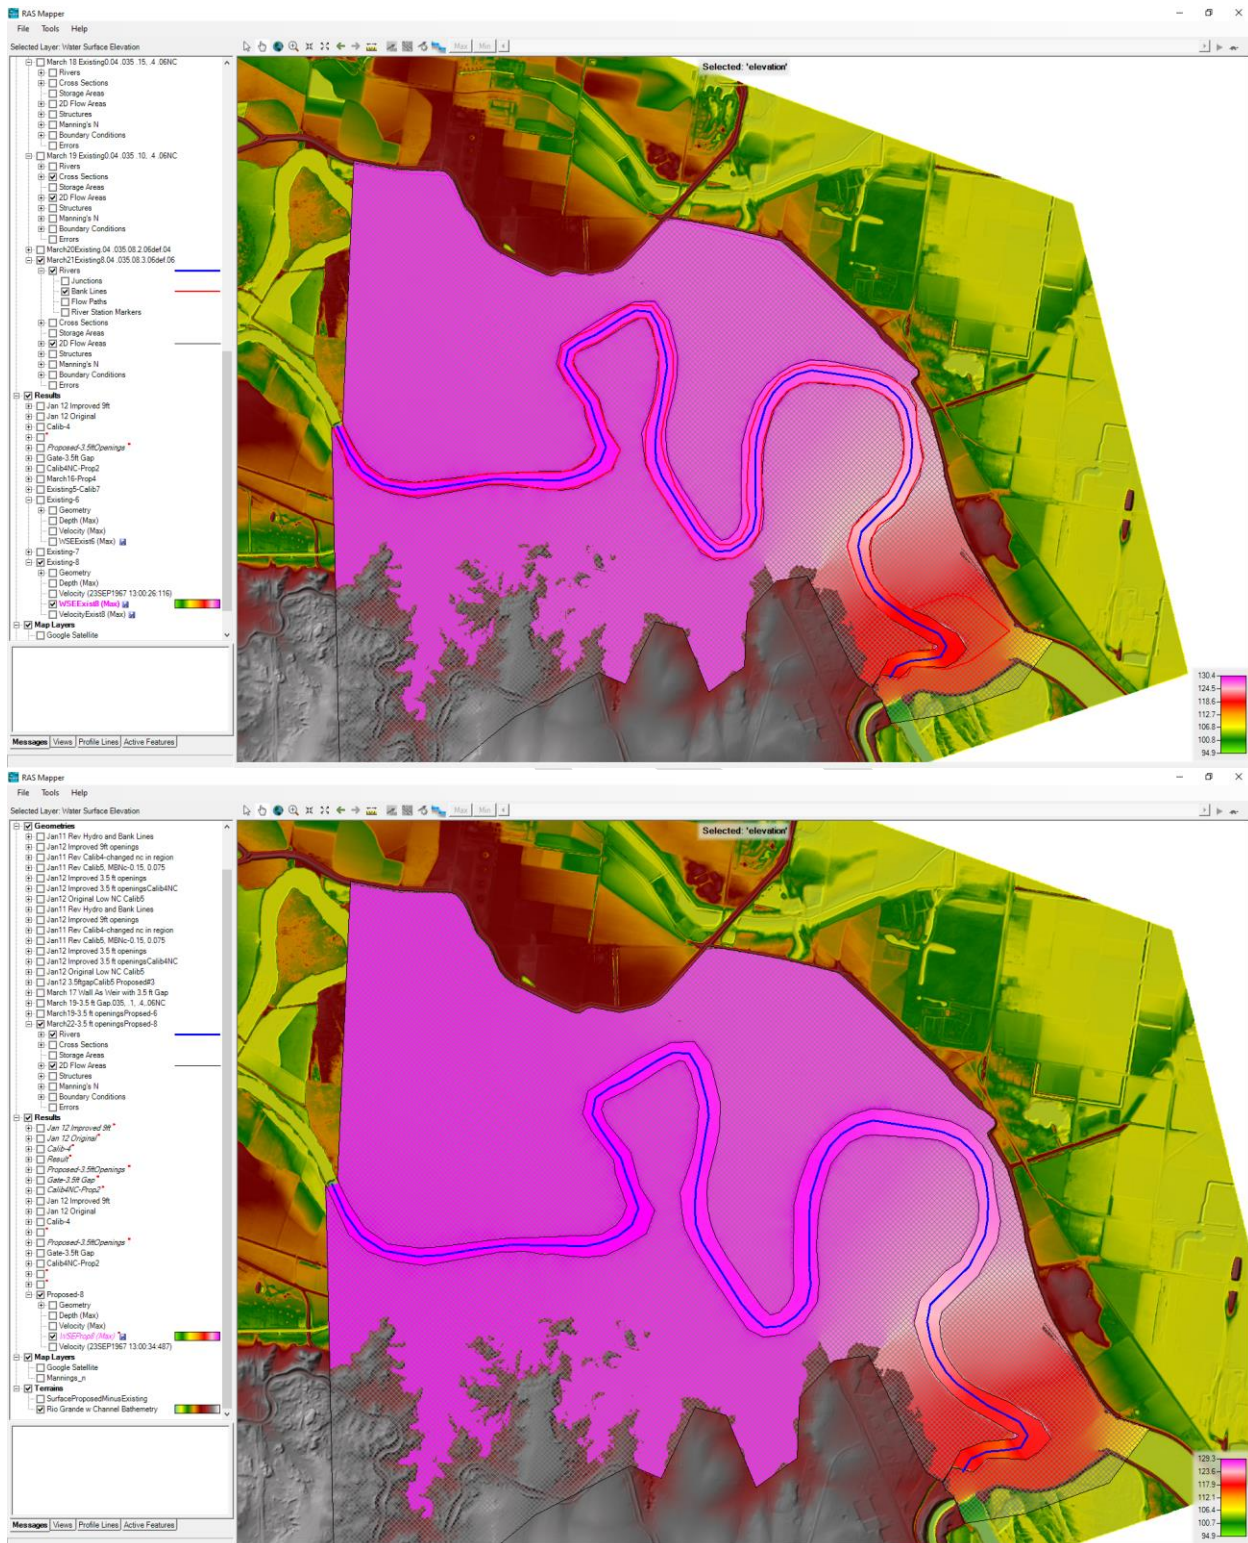 RAS Mapper
File Tools Help
Selected Layer: Water Surface Elevation
Max Min
Selected: 'elevation'
March 18 Existing0.04 .035 .15, .4 .06NC
Rivers
Cross Sections
Storage Areas
2D Flow Areas
Structures
Manning's N
Boundary Conditions
Errors
March 19 Existing0.04 .035 .10, .4 .06NC
Rivers
Cross Sections
Storage Areas
2D Flow Areas
Structures
Manning's N
Boundary Conditions
Errors
March20Existing.04 .035.08.2.06def.04
March21Existing8.04 .035.08.3.06def.06
Rivers
Junctions
Bank Lines
Flow Paths
River Station Markers
Cross Sections
Storage Areas
2D Flow Areas
Structures
Manning's N
Boundary Conditions
Errors
Results
Jan 12 Improved 9ft
Jan 12 Original
Calib-4
Proposed-3.5ftOpenings
Gate-3.5ft Gap
Calib4NC-Prop2
March16-Prop4
Existing5-Calib7
Existing-6
Geometry
Depth (Max)
Velocity (Max)
WSEExist6 (Max)
Existing-7
Existing-8
Geometry
Depth (Max)
Velocity (23SEP1967 13:00:26:116)
WSEExist8 (Max)
VelocityExist8 (Max)
Map Layers
Google Satellite
130.4
124.5
118.6
112.7
106.8
100.8
94.9
Messages Views Profile Lines Active Features
RAS Mapper
File Tools Help
Selected Layer: Water Surface Elevation
Max Min
Selected: 'elevation'
Geometries
Jan11 Rev Hydro and Bank Lines
Jan12 Improved 9ft openings
Jan11 Rev Calib4-changed nc in region
Jan11 Rev Calib5, MBNc-0.15, 0.075
Jan12 Improved 3.5 ft openings
Jan12 Improved 3.5 ft openingsCalib4NC
Jan12 Original Low NC Calib5
Jan11 Rev Hydro and Bank Lines
Jan12 Improved 9ft openings
Jan11 Rev Calib4-changed nc in region
Jan11 Rev Calib5, MBNc-0.15, 0.075
Jan12 Improved 3.5 ft openings
Jan12 Improved 3.5 ft openingsCalib4NC
Jan12 Original Low NC Calib5
Jan12 3.5ftgapCalib5 Proposed#3
March 17 Wall As Weir with 3.5 ft Gap
March 19-3.5 ft Gap.035, .1, .4,.06NC
March19-3.5 ft openingsPropsed-6
March22-3.5 ft openingsPropsed-8
Rivers
Cross Sections
Storage Areas
2D Flow Areas
Structures
Manning's N
Boundary Conditions
Errors
Results
Jan 12 Improved 9ft
Jan 12 Original
Calib-4
Result
Proposed-3.5ftOpenings
Gate-3.5ft Gap
Calib4NC-Prop2
Jan 12 Improved 9ft
Jan 12 Original
Calib-4
Proposed-3.5ftOpenings
Gate-3.5ft Gap
Calib4NC-Prop2
Proposed-8
Geometry
Depth (Max)
Velocity (Max)
WSEProp8 (Max)
Velocity (23SEP1967 13:00:34:487)
Map Layers
Google Satellite
Mannings_n
Terrains
SurfaceProposedMinusExisting
Rio Grande w Channel Bathemetry
129.3
123.6
117.9
112.1
106.4
100.7
94.9
Messages Views Profile Lines Active Features